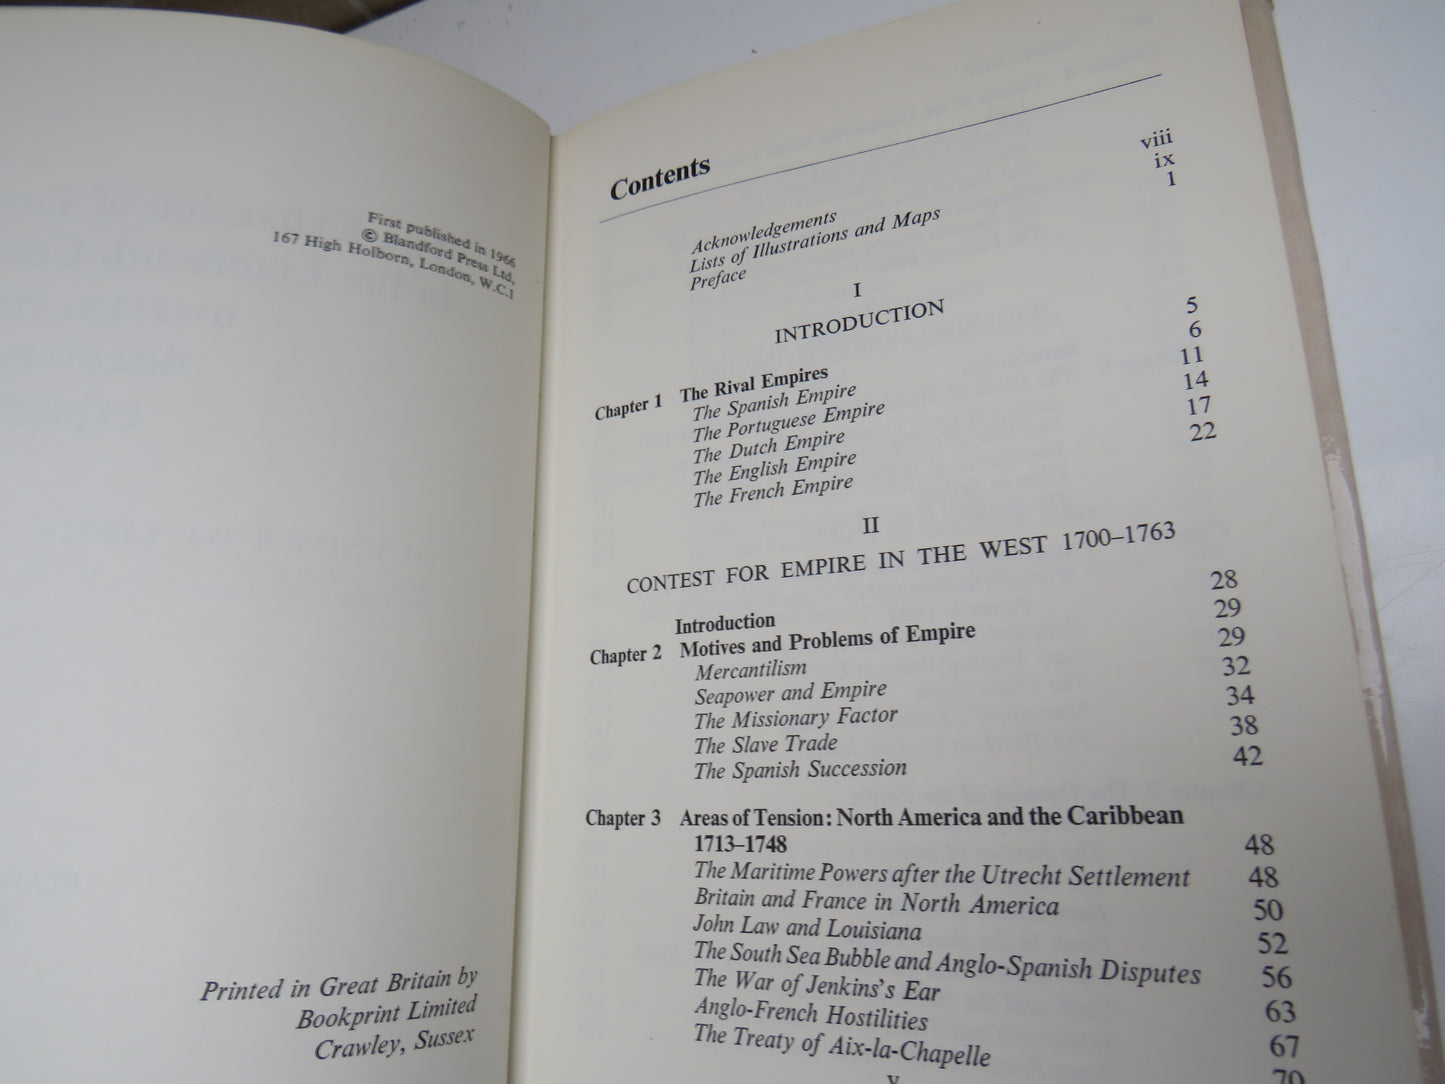 First published in 1966
© Blandford Press Ltd,
167 High Holborn, London, W.C.1
Printed in Great Britain by
Bookprint Limited
Crawley, Sussex
Contents
Acknowledgements viii
Lists of Illustrations and Maps ix
Preface 1
I
INTRODUCTION
Chapter 1 The Rival Empires 5
The Spanish Empire 6
The Portuguese Empire 11
The Dutch Empire 14
The English Empire 17
The French Empire 22
II
CONTEST FOR EMPIRE IN THE WEST 1700–1763
Introduction 28
Chapter 2 Motives and Problems of Empire 29
Mercantilism 29
Seapower and Empire 32
The Missionary Factor 34
The Slave Trade 38
The Spanish Succession 42
Chapter 3 Areas of Tension: North America and the Caribbean
1713–1748 48
The Maritime Powers after the Utrecht Settlement 48
Britain and France in North America 50
John Law and Louisiana 52
The South Sea Bubble and Anglo-Spanish Disputes 56
The War of Jenkins's Ear 63
Anglo-French Hostilities 67
The Treaty of Aix-la-Chapelle 70
v